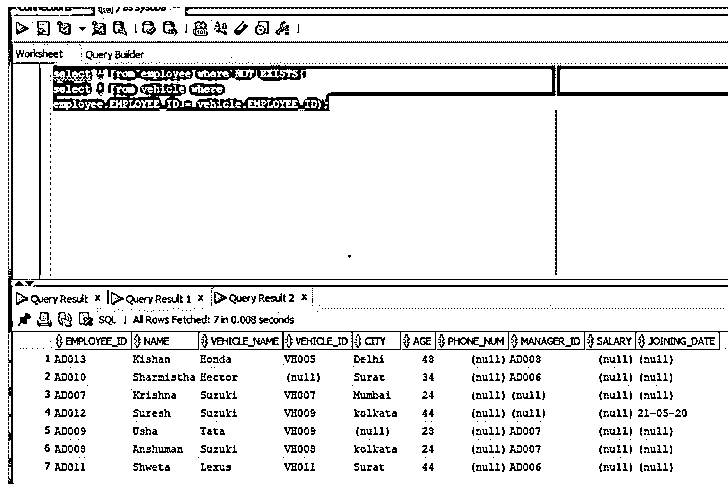 Worksheet Query Builder
select * from employee where NOT EXISTS(
select * from vehicle where
employee.EMPLOYEE_ID = vehicle.EMPLOYEE_ID);
Query Result × Query Result 1 × Query Result 2 ×
SQL | All Rows Fetched: 7 in 0.008 seconds
EMPLOYEE_ID NAME VEHICLE_NAME VEHICLE_ID CITY AGE PHONE_NUM MANAGER_ID SALARY JOINING_DATE
1 AD013 Kishan Honda VH005 Delhi 48 (null) AD008 (null) (null)
2 AD010 Sharmistha Hector (null) Surat 34 (null) AD006 (null) (null)
3 AD007 Krishna Suzuki VH007 Mumbai 24 (null) (null) (null) (null)
4 AD012 Suresh Suzuki VH009 kolkata 44 (null) (null) (null) 21-05-20
5 AD009 Usha Tata VH009 (null) 28 (null) AD007 (null) (null)
6 Anshuman Suzuki VH009 kolkata 24 (null) AD007 (null) (null)
7 AD011 Shweta Lexus VH011 Surat 44 (null) AD006 (null) (null)